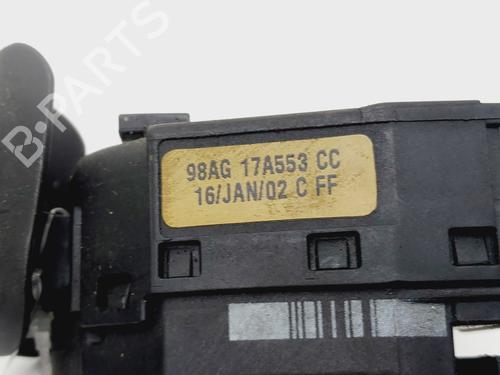 B-Parts
98AG 17A553 CC
16/JAN/02 C FF